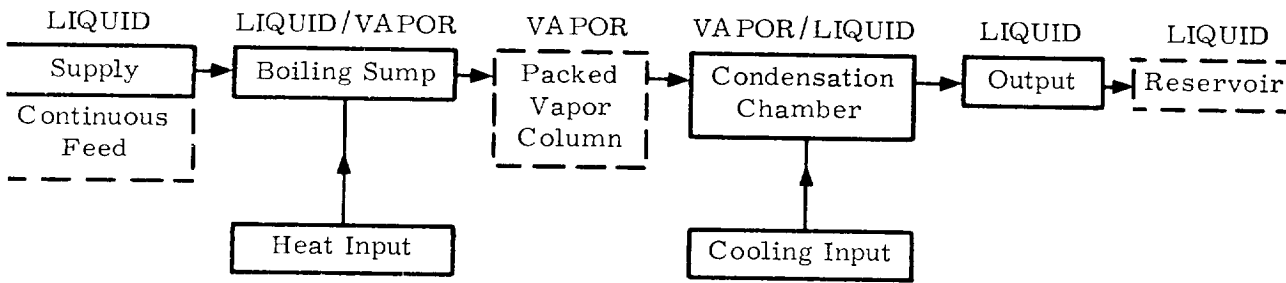 LIQUID
LIQUID/VAPOR
VAPOR
VAPOR/LIQUID
LIQUID
LIQUID
Supply
Continuous
Feed
Boiling Sump
Packed
Vapor
Column
Condensation
Chamber
Output
Reservoir
Heat Input
Cooling Input